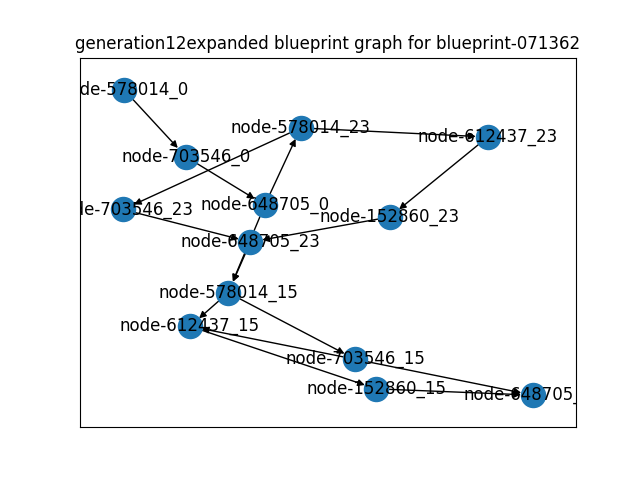 generation12expanded blueprint graph for blueprint-071362
de-578014_0
node-578014_23
node-612437_23
node-703546_0
node-648705_0
de-703546_23
node-152860_23
node-648705_23
node-578014_15
node-612437_15
node-703546_15
node-152860_15
node-648705_